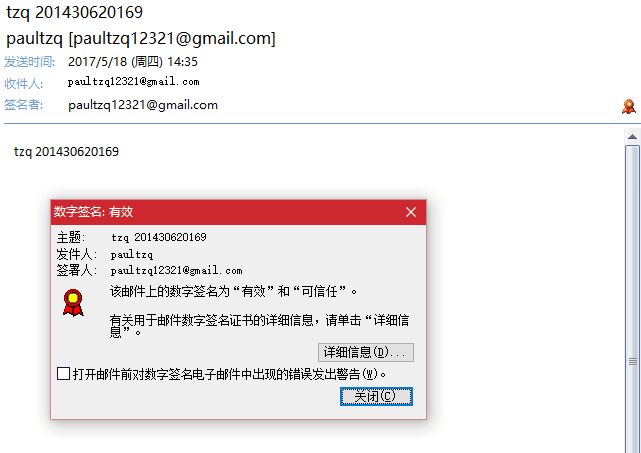 tzq 201430620169
paultzq [paultzq12321@gmail.com]
发送时间: 2017/5/18 (周四) 14:35
收件人: paultzq12321@gmail.com
签名者: paultzq12321@gmail.com
tzq 201430620169
数字签名: 有效
主题: tzq 201430620169
发件人: paultzq
签署人: paultzq12321@gmail.com
该邮件上的数字签名为“有效”和“可信任”。
有关用于邮件数字签名证书的详细信息，请单击“详细信
息”。
详细信息(D)...
打开邮件前对数字签名电子邮件中出现的错误发出警告(W)。
关闭(C)